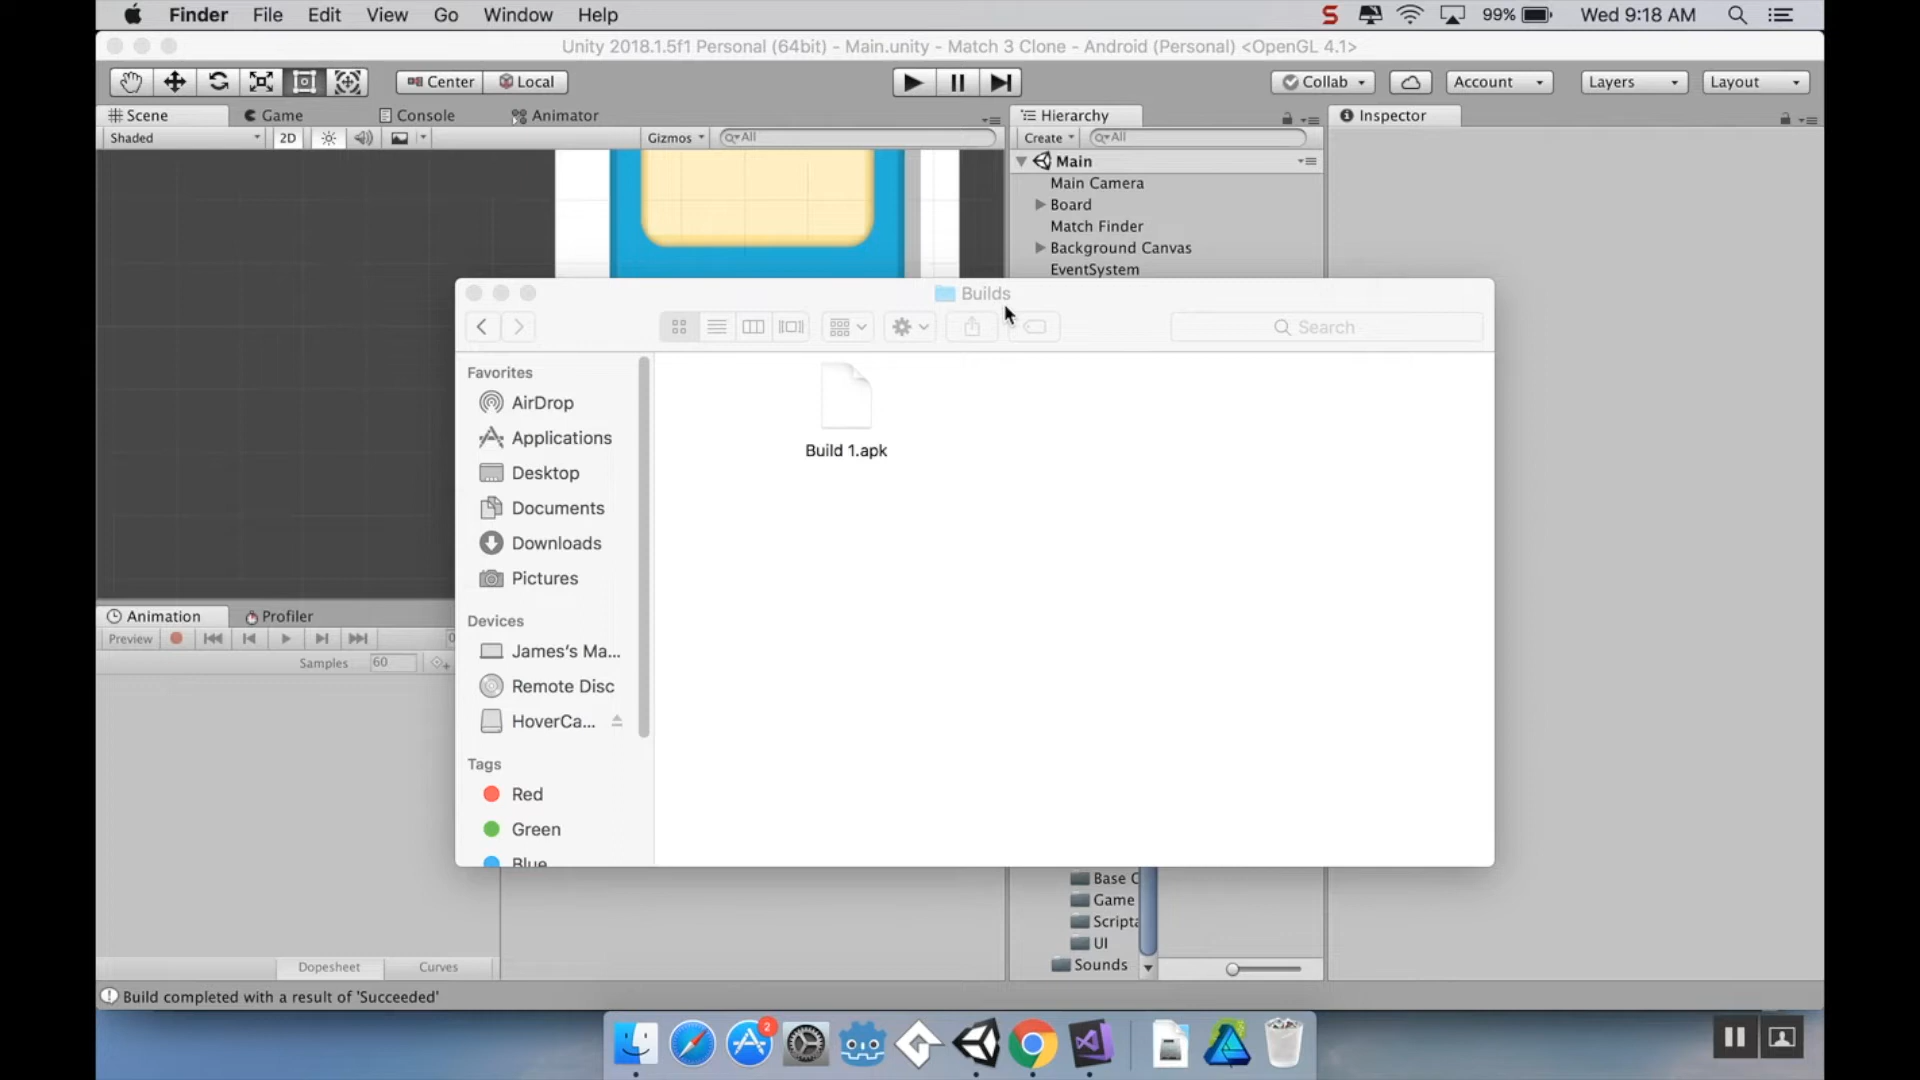 Finder File Edit View Go Window Help
S 99% Wed 9:18 AM
Unity 2018.1.5f1 Personal (64bit) - Main.unity - Match 3 Clone - Android (Personal) <OpenGL 4.1>
Center Local Collab Account Layers Layout
Scene Game Console Animator
Shaded 2D Gizmos All
Hierarchy
Create All
Main
Main Camera
Board
Match Finder
Background Canvas
EventSystem
Inspector
Builds
Search
Favorites
AirDrop
Applications
Desktop
Documents
Downloads
Pictures
Devices
James's Ma...
Remote Disc
HoverCa...
Tags
Red
Green
Blue
Build 1.apk
Animation Profiler
Preview 0
Samples 60
Dopesheet Curves
Base C
Game
Scripta
UI
Sounds
Build completed with a result of 'Succeeded'
2